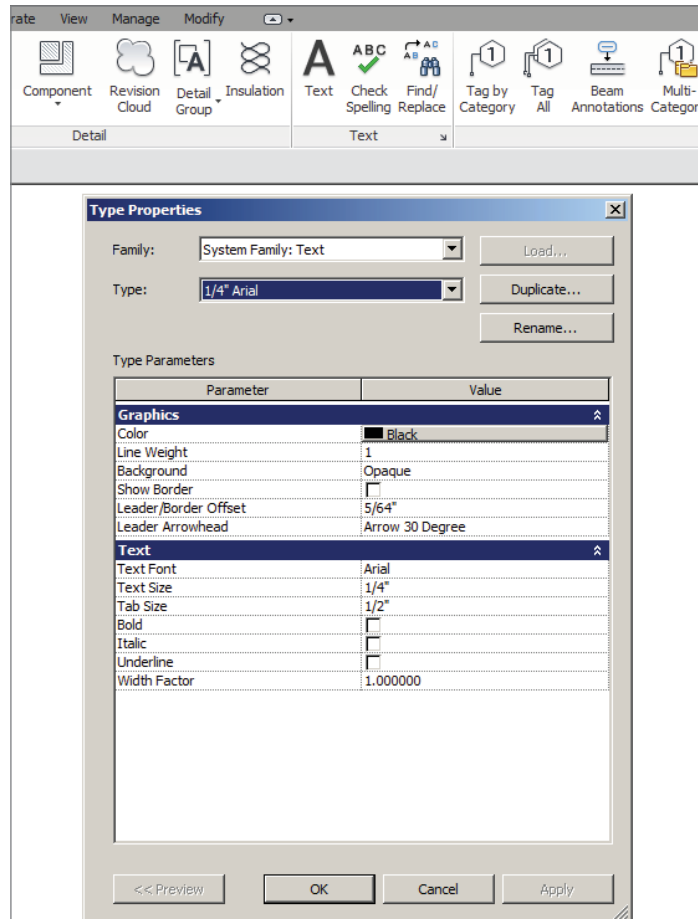 rate View Manage Modify
Component Revision Cloud Detail Group Insulation Text ABC Check Spelling Find/ Replace Tag by Category Tag All Beam Annotations Multi- Categor
Detail Text
Type Properties
Family: System Family: Text Load...
Type: 1/4" Arial Duplicate...
Rename...
Type Parameters
Parameter Value
Graphics
Color Black
Line Weight 1
Background Opaque
Show Border
Leader/Border Offset 5/64"
Leader Arrowhead Arrow 30 Degree
Text
Text Font Arial
Text Size 1/4"
Tab Size 1/2"
Bold
Italic
Underline
Width Factor 1.000000
<< Preview OK Cancel Apply